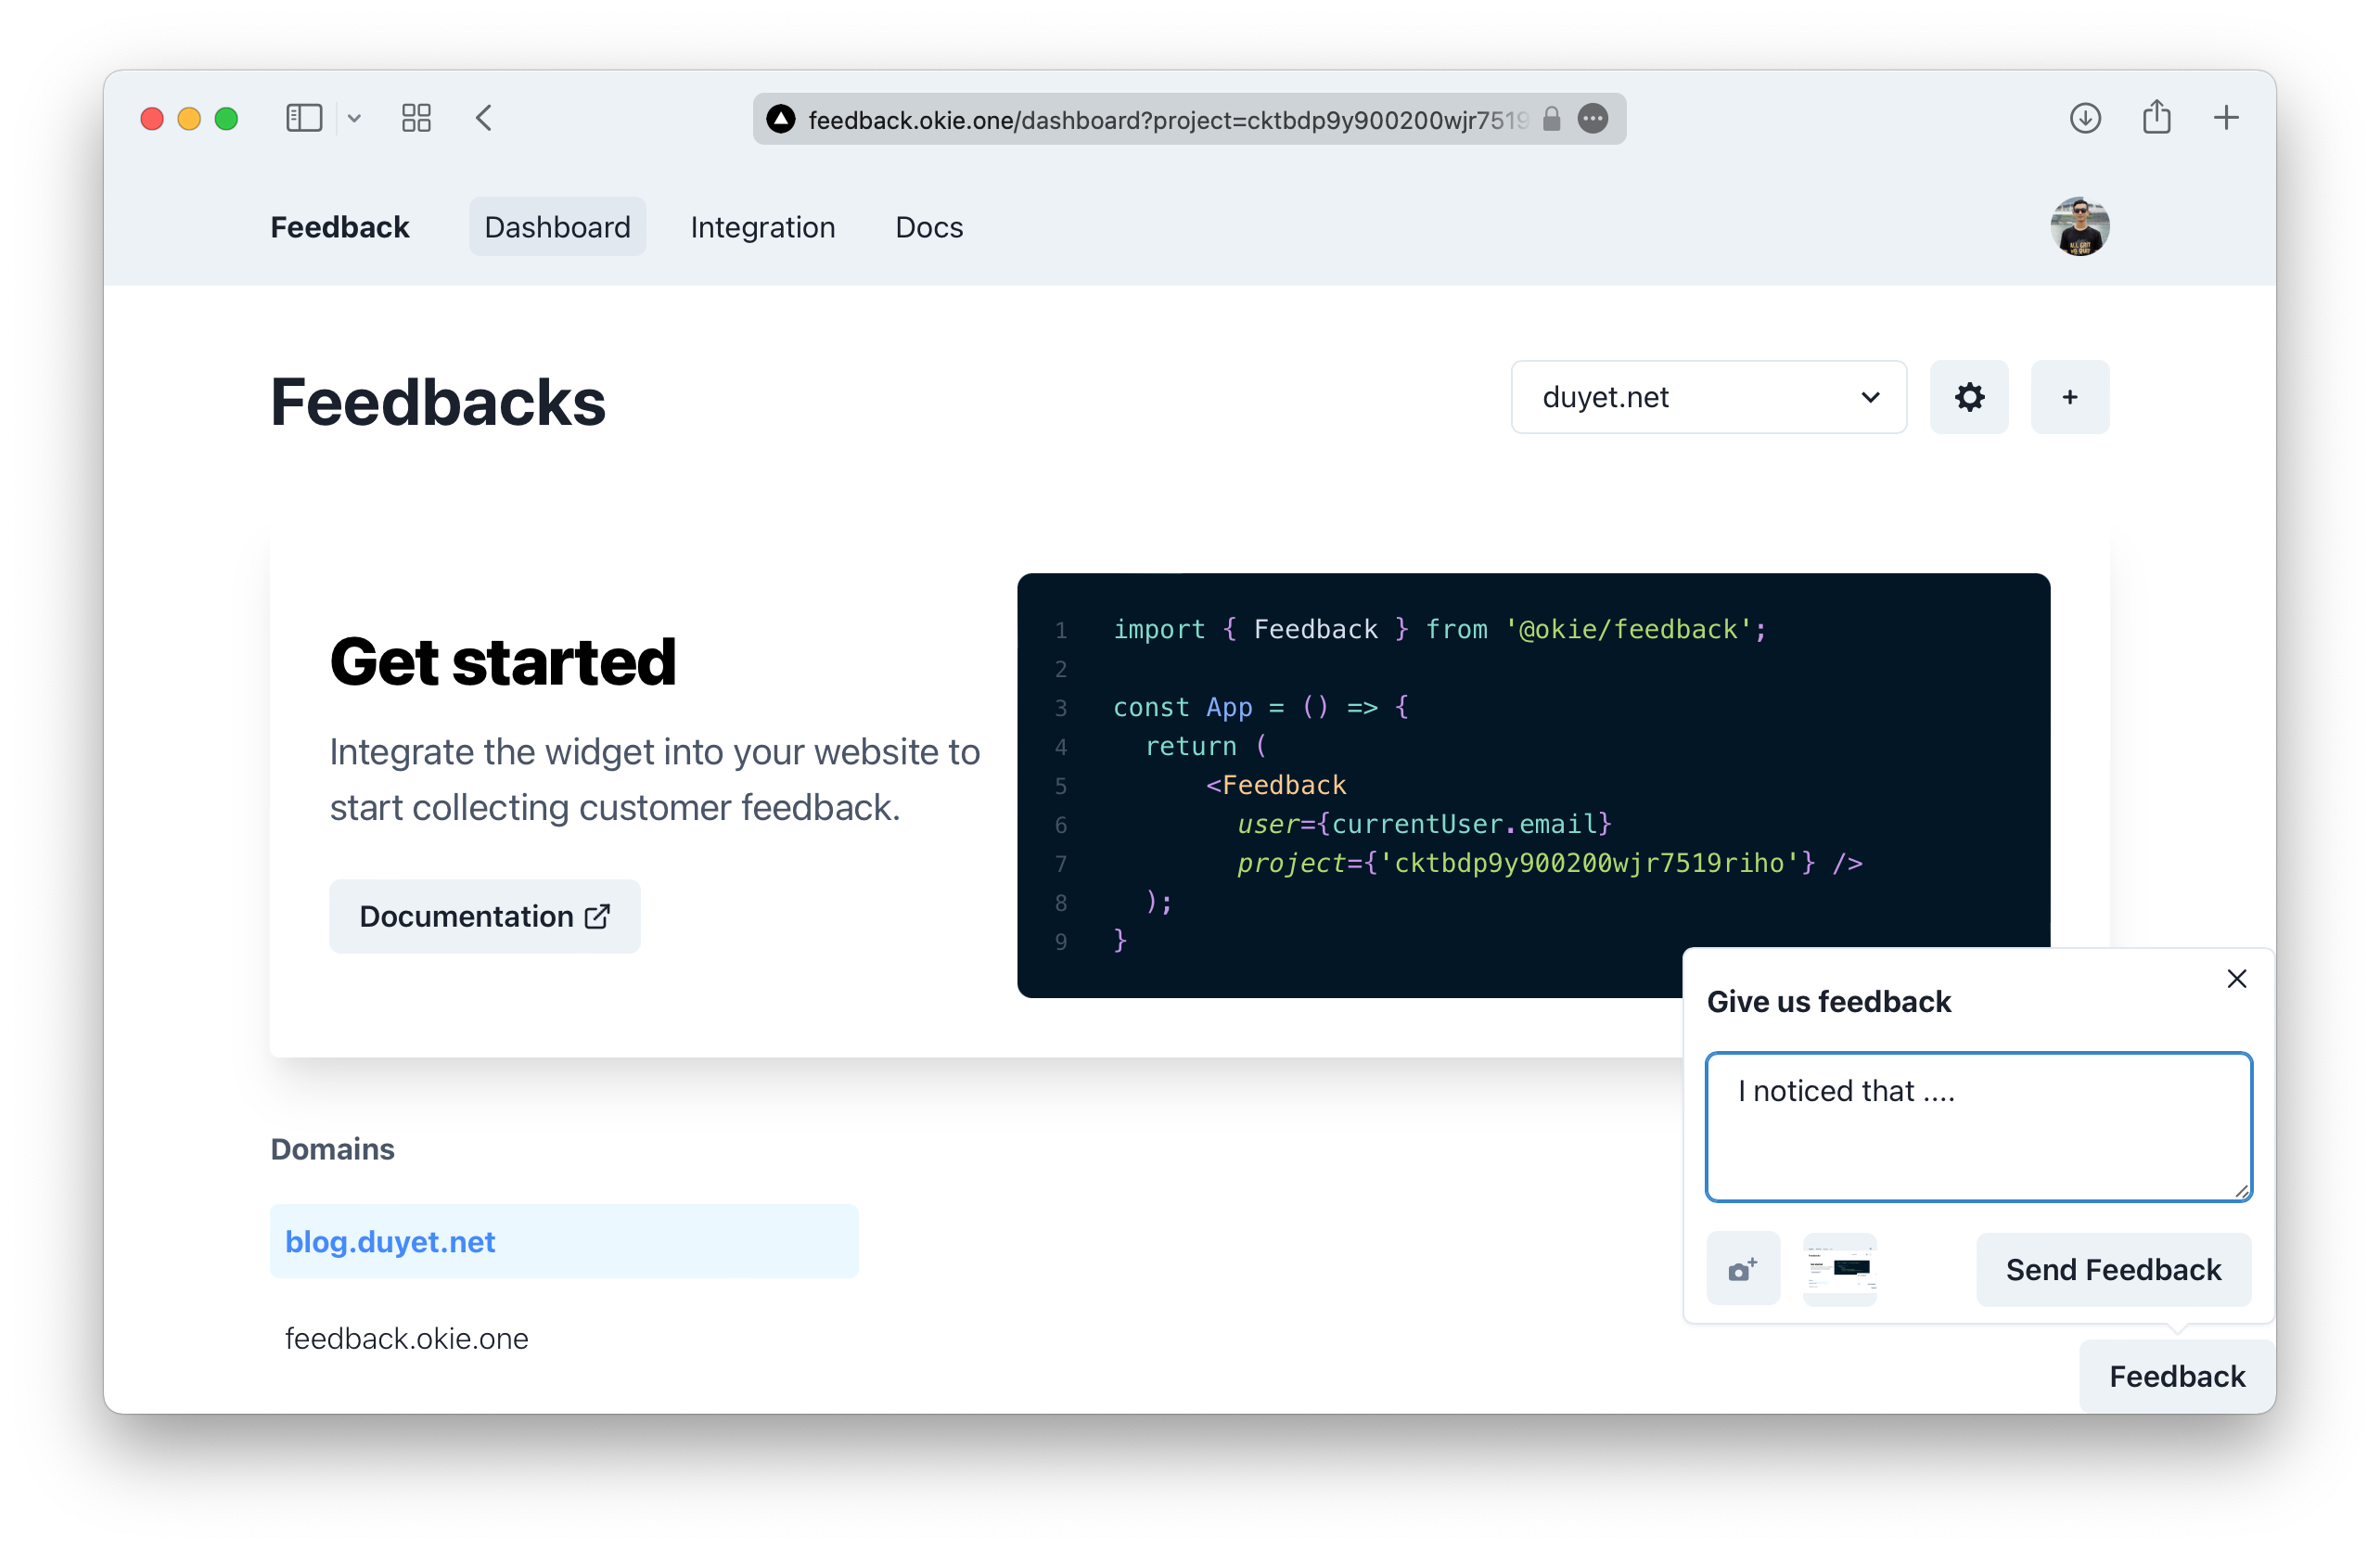 feedback.okie.one/dashboard?project=cktbdp9y900200wjr7519
Feedback Dashboard Integration Docs
Feedbacks
duyet.net
+
Get started
Integrate the widget into your website to
start collecting customer feedback.
Documentation
1 import { Feedback } from '@okie/feedback';
2
3 const App = () => {
4 return (
5 <Feedback
6 user={currentUser.email}
7 project={'cktbdp9y900200wjr7519riho'} />
8 );
9 }
Give us feedback
I noticed that ....
Send Feedback
Feedback
Domains
blog.duyet.net
feedback.okie.one